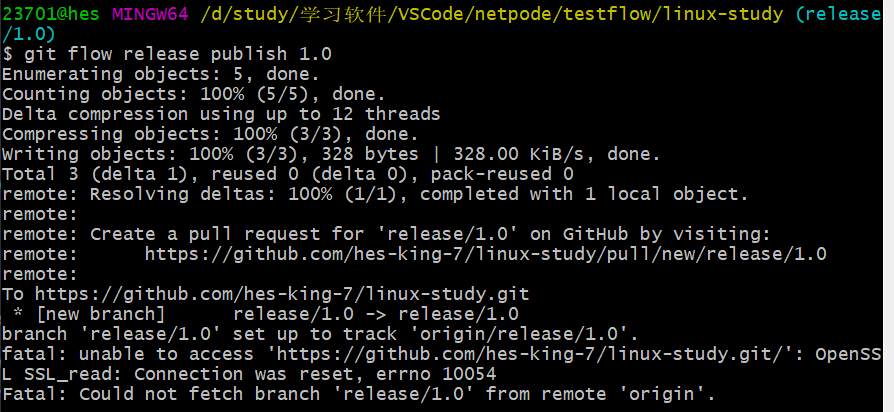 23701@hes MINGW64 /d/study/学习软件/VSCode/netpode/testflow/linux-study (release
/1.0)
$ git flow release publish 1.0
Enumerating objects: 5, done.
Counting objects: 100% (5/5), done.
Delta compression using up to 12 threads
Compressing objects: 100% (3/3), done.
Writing objects: 100% (3/3), 328 bytes | 328.00 KiB/s, done.
Total 3 (delta 1), reused 0 (delta 0), pack-reused 0
remote: Resolving deltas: 100% (1/1), completed with 1 local object.
remote:
remote: Create a pull request for 'release/1.0' on GitHub by visiting:
remote:      https://github.com/hes-king-7/linux-study/pull/new/release/1.0
remote:
To https://github.com/hes-king-7/linux-study.git
 * [new branch]      release/1.0 -> release/1.0
branch 'release/1.0' set up to track 'origin/release/1.0'.
fatal: unable to access 'https://github.com/hes-king-7/linux-study.git/': OpenSS
L SSL_read: Connection was reset, errno 10054
Fatal: Could not fetch branch 'release/1.0' from remote 'origin'.